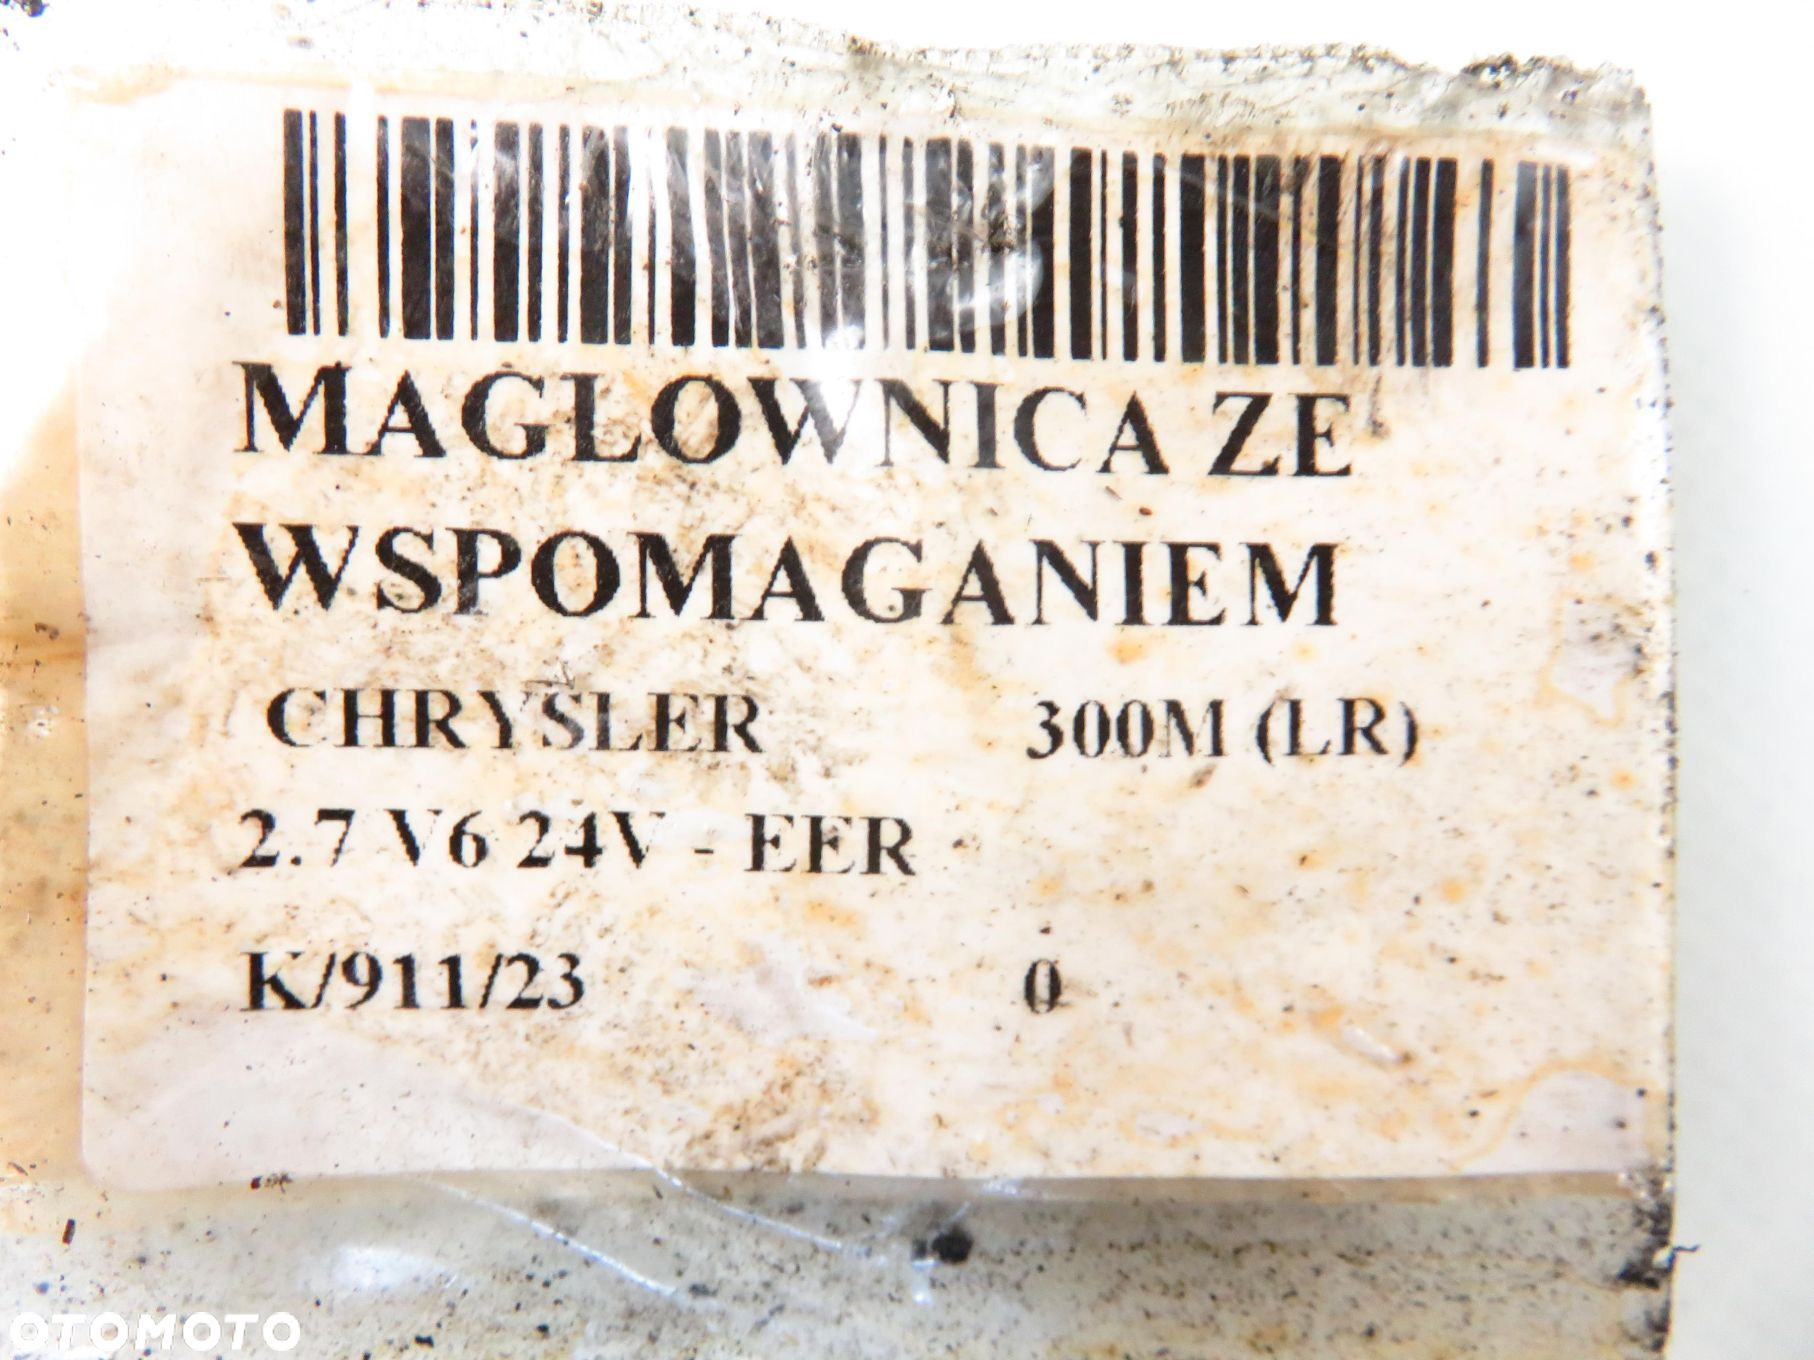 MAGLOWNICA ZE
WSPOMAGANIEM
CHRYSLER 300M (LR)
2.7 V6 24V - EER
K/911/23 0
OTOMOTO